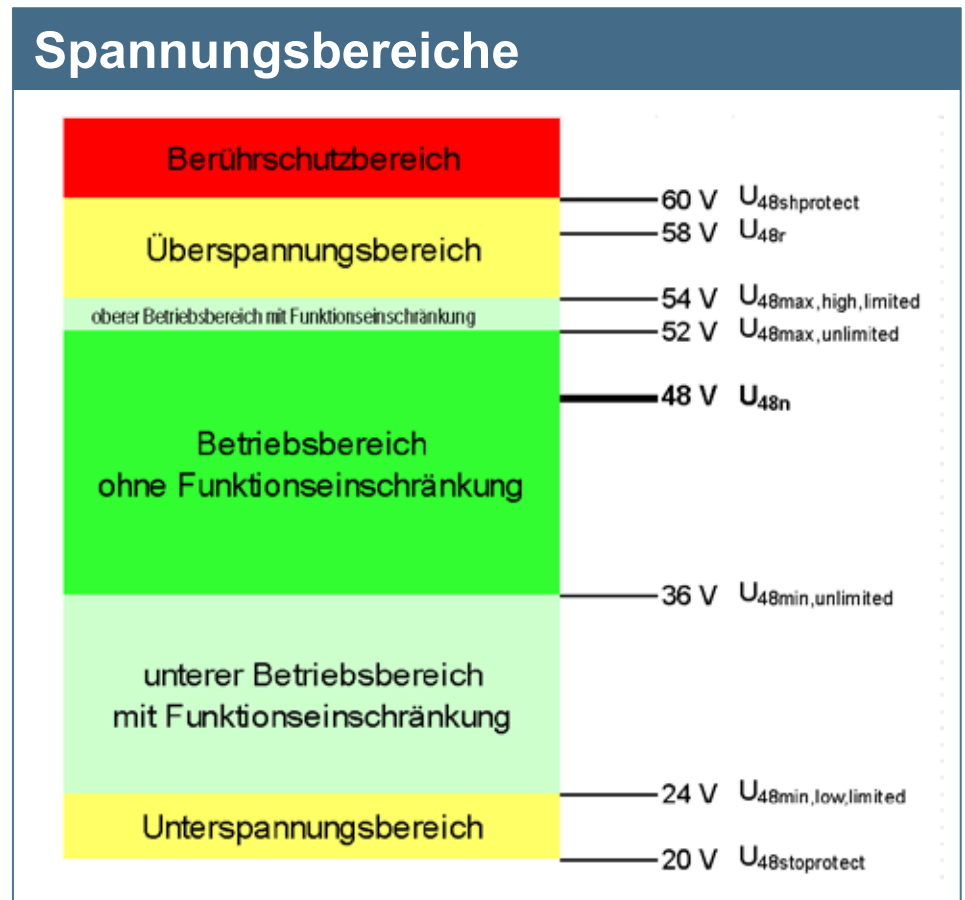 Spannungsbereiche
Berührschutzbereich
60 V U48shprotect
Überspannungsbereich
58 V U48r
54 V U48max,high,limited
oberer Betriebsbereich mit Funktionseinschränkung
52 V U48max,unlimited
48 V U48n
Betriebsbereich
ohne Funktionseinschränkung
36 V U48min,unlimited
unterer Betriebsbereich
mit Funktionseinschränkung
24 V U48min,low,limited
Unterspannungsbereich
20 V U48stoprotect